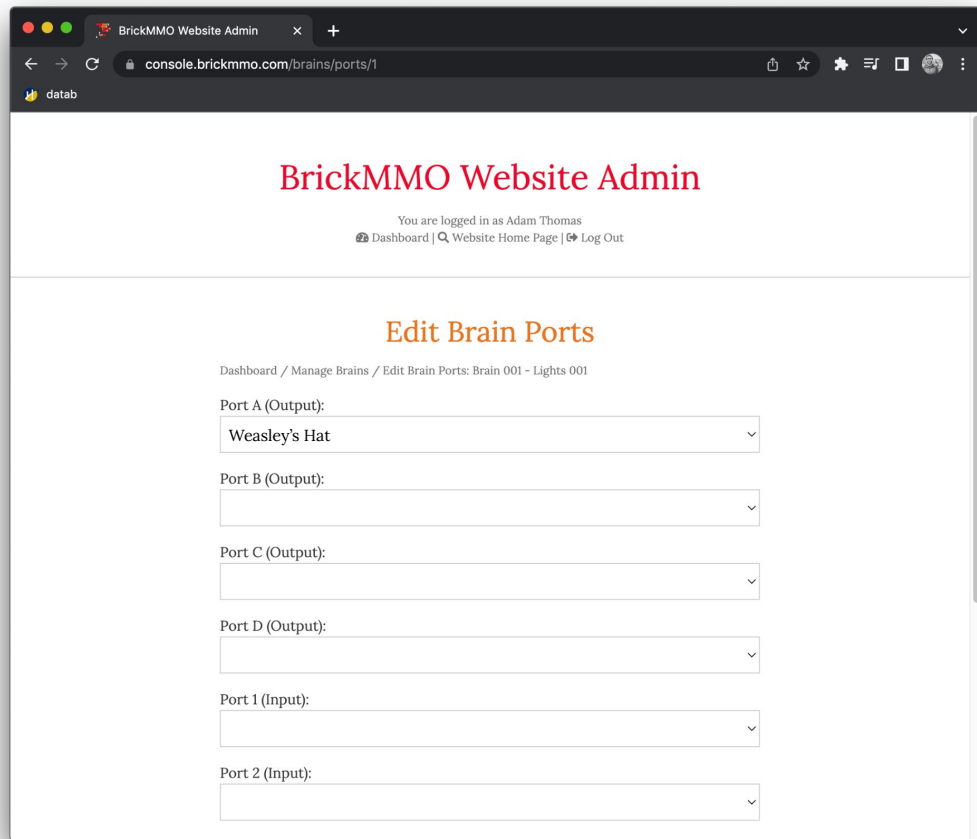 BrickMMO Website Admin
console.brickmmo.com/brains/ports/1
datab
BrickMMO Website Admin
You are logged in as Adam Thomas
Dashboard | Website Home Page | Log Out
Edit Brain Ports
Dashboard / Manage Brains / Edit Brain Ports: Brain 001 - Lights 001
Port A (Output):
Weasley’s Hat
Port B (Output):
Port C (Output):
Port D (Output):
Port 1 (Input):
Port 2 (Input):